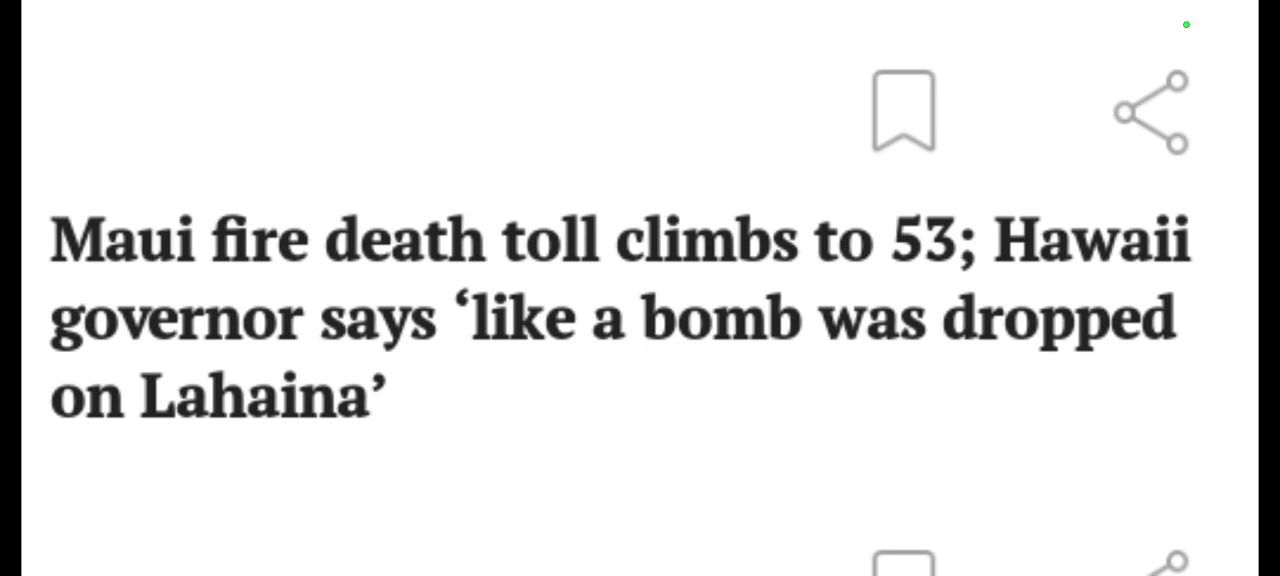 Maui fire death toll climbs to 53; Hawaii
governor says ‘like a bomb was dropped
on Lahaina’